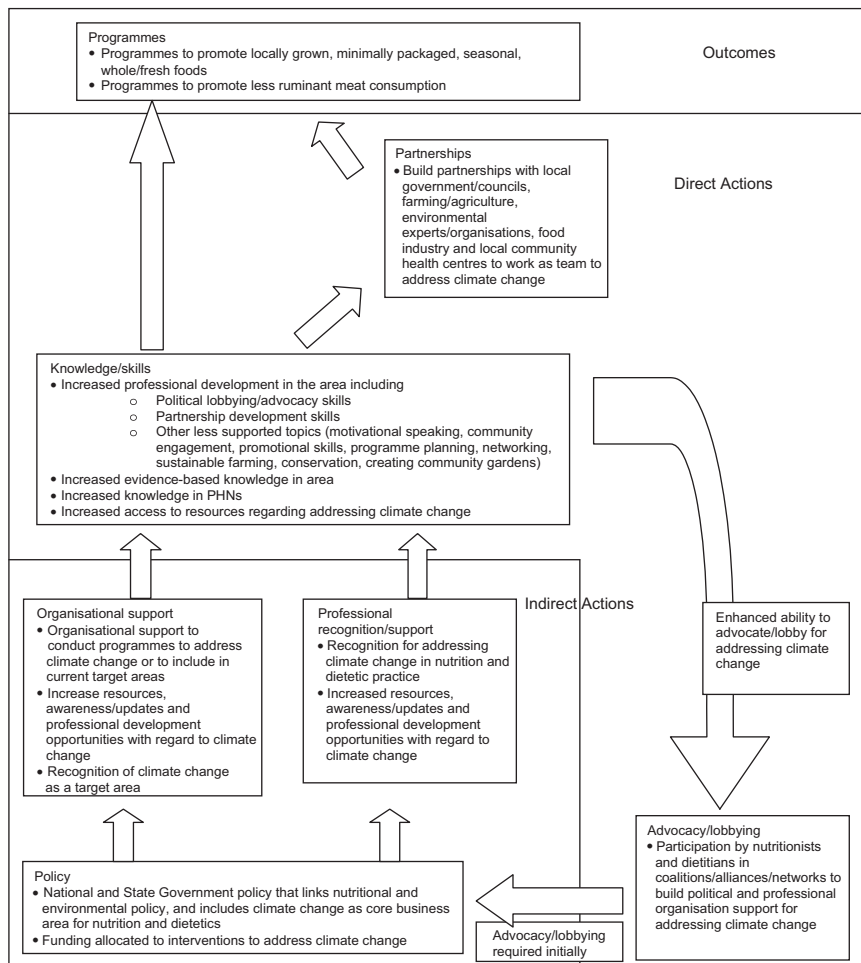 Programmes
• Programmes to promote locally grown, minimally packaged, seasonal,
whole/fresh foods
• Programmes to promote less ruminant meat consumption
Outcomes
Partnerships
• Build partnerships with local
government/councils,
farming/agriculture,
environmental
experts/organisations, food
industry and local community
health centres to work as team to
address climate change
Direct Actions
Knowledge/skills
• Increased professional development in the area including
o Political lobbying/advocacy skills
o Partnership development skills
o Other less supported topics (motivational speaking, community
engagement, promotional skills, programme planning, networking,
sustainable farming, conservation, creating community gardens)
• Increased evidence-based knowledge in area
• Increased knowledge in PHNs
• Increased access to resources regarding addressing climate change
Indirect Actions
Organisational support
• Organisational support to
conduct programmes to address
climate change or to include in
current target areas
• Increase resources,
awareness/updates and
professional development
opportunities with regard to climate
change
• Recognition of climate change
as a target area
Professional
recognition/support
• Recognition for addressing
climate change in nutrition and
dietetic practice
• Increased resources,
awareness/updates and
professional development
opportunities with regard to
climate change
Enhanced ability to
advocate/lobby for
addressing climate
change
Advocacy/lobbying
• Participation by nutritionists
and dietitians in
coalitions/alliances/networks to
build political and professional
organisation support for
addressing climate change
Policy
• National and State Government policy that links nutritional and
environmental policy, and includes climate change as core business
area for nutrition and dietetics
• Funding allocated to interventions to address climate change
Advocacy/lobbying
required initially